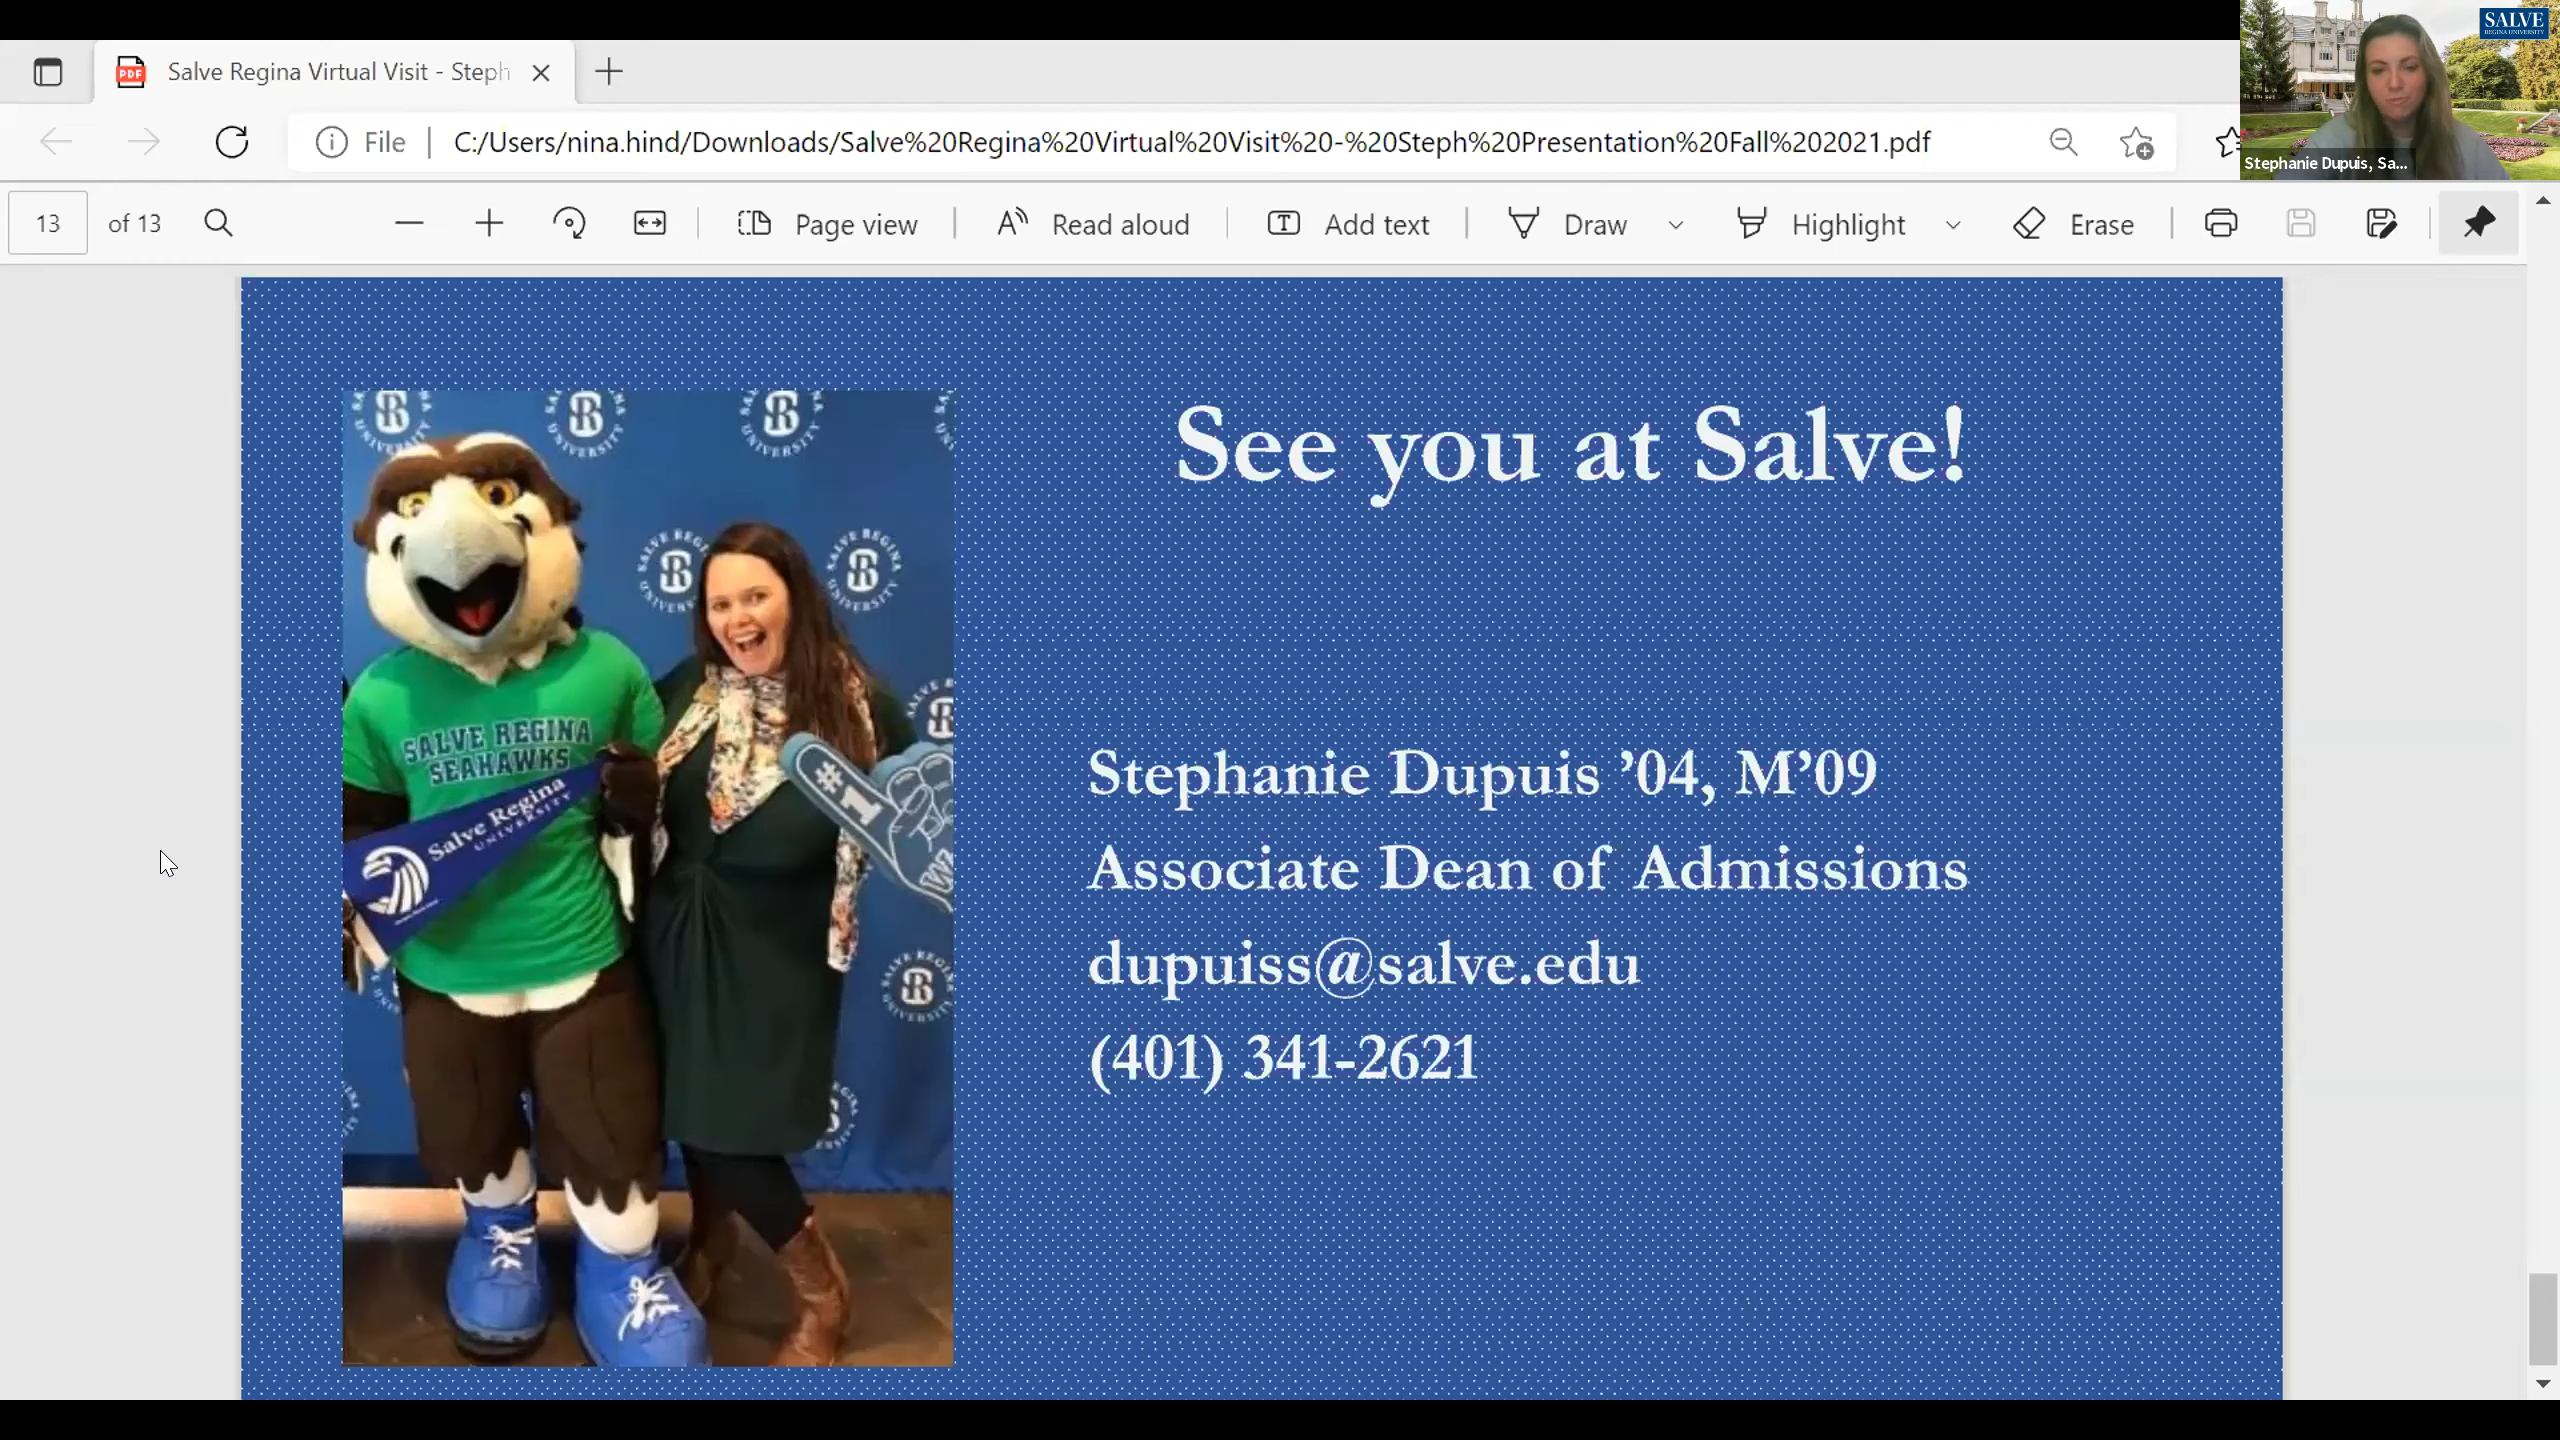 Salve Regina Virtual Visit - Steph
SALVE
REGINA UNIVERSITY
File
C:/Users/nina.hind/Downloads/Salve%20Regina%20Virtual%20Visit%20-%20Steph%20Presentation%20Fall%202021.pdf
Stephanie Dupuis, Sa...
13
of 13
Page view
Read aloud
Add text
Draw
Highlight
Erase
See you at Salve!
SALVE REGINA
SEAHAWKS
Salve Regina
UNIVERSITY
#1
Stephanie Dupuis ’04, M’09
Associate Dean of Admissions
dupuiss@salve.edu
(401) 341-2621